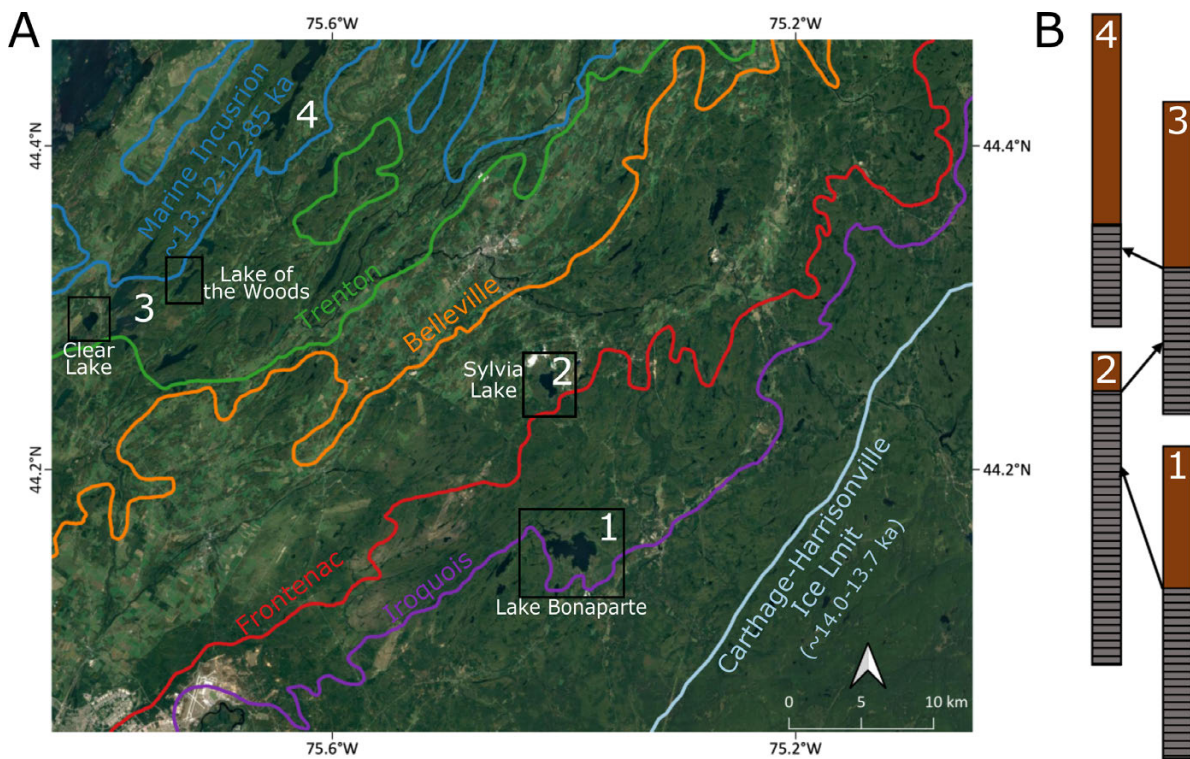 A
B
75.6°W
75.2°W
44.4°N
44.4°N
44.2°N
44.2°N
Marine Incusrion
~13.12-12.85 ka
4
3
Lake of
the Woods
Clear
Lake
Trenton
Belleville
Sylvia
Lake
2
Frontenac
Iroquois
1
Lake Bonaparte
Carthage-Harrisonville
Ice Lmit
(~14.0-13.7 ka)
0 5 10 km
75.6°W
75.2°W
4
3
2
1